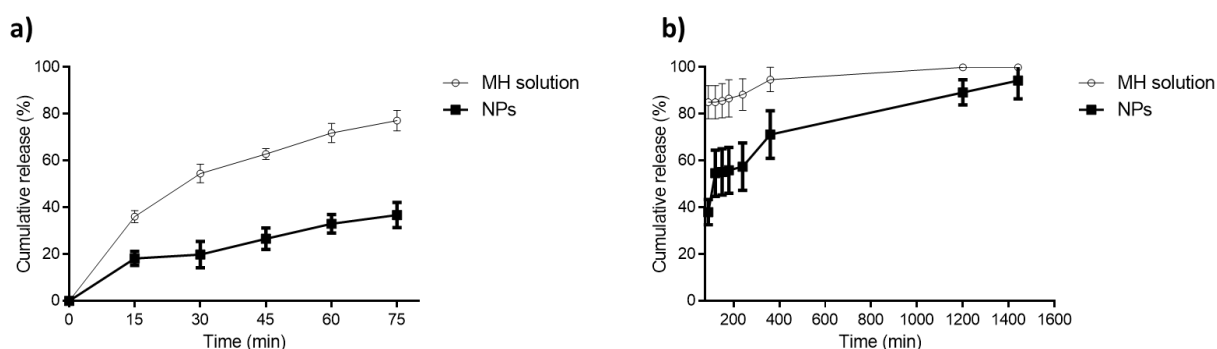 a)
100
80
60
40
20
0
Cumulative release (%)
0 15 30 45 60 75
Time (min)
MH solution
NPs
b)
100
80
60
40
20
0
Cumulative release (%)
200 400 600 800 1000 1200 1400 1600
Time (min)
MH solution
NPs